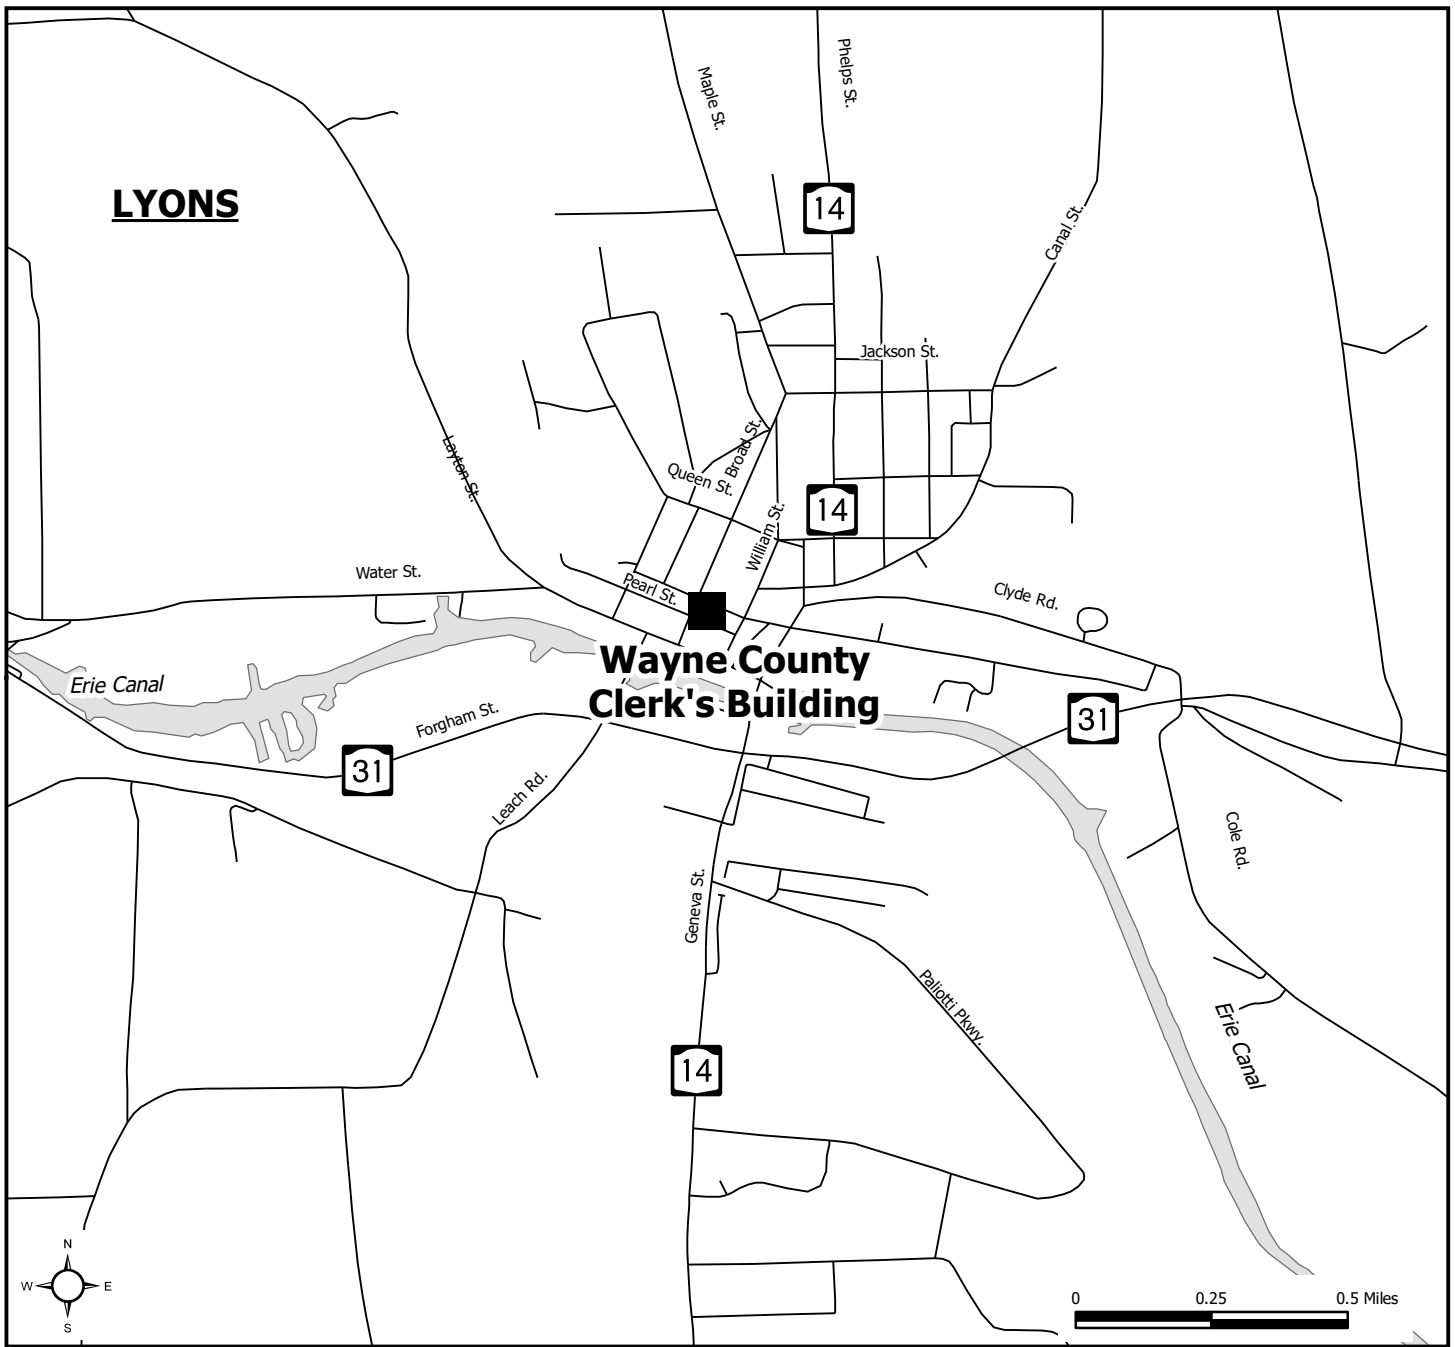 Maple St.
Phelps St.
LYONS
14
Canal St.
Jackson St.
Broad St.
Layton St.
Queen St.
14
William St.
Water St.
Pearl St.
Clyde Rd.
Wayne County
Clerk's Building
Erie Canal
Forgham St.
31
31
Leach Rd.
Cole Rd.
Geneva St.
Paliotti Pkwy.
Erie Canal
14
N
W E
S
0 0.25 0.5 Miles